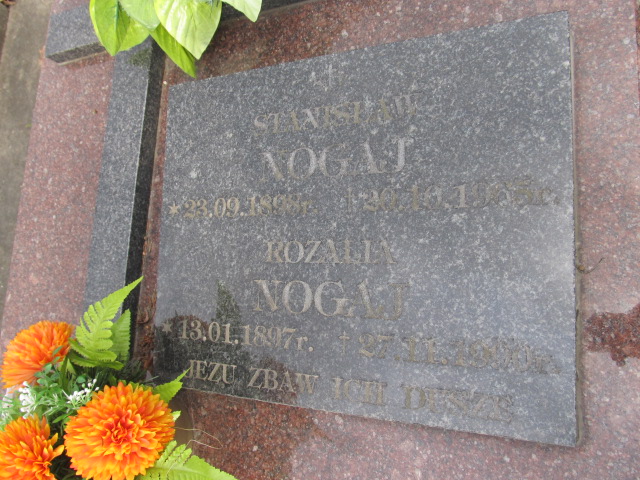 STANISŁAW
NOGAJ
* 23.09.1898r.
ROZALIA
NOGAJ
* 13.01.1897r. †
JEZU ZBAW ICH DUSZE